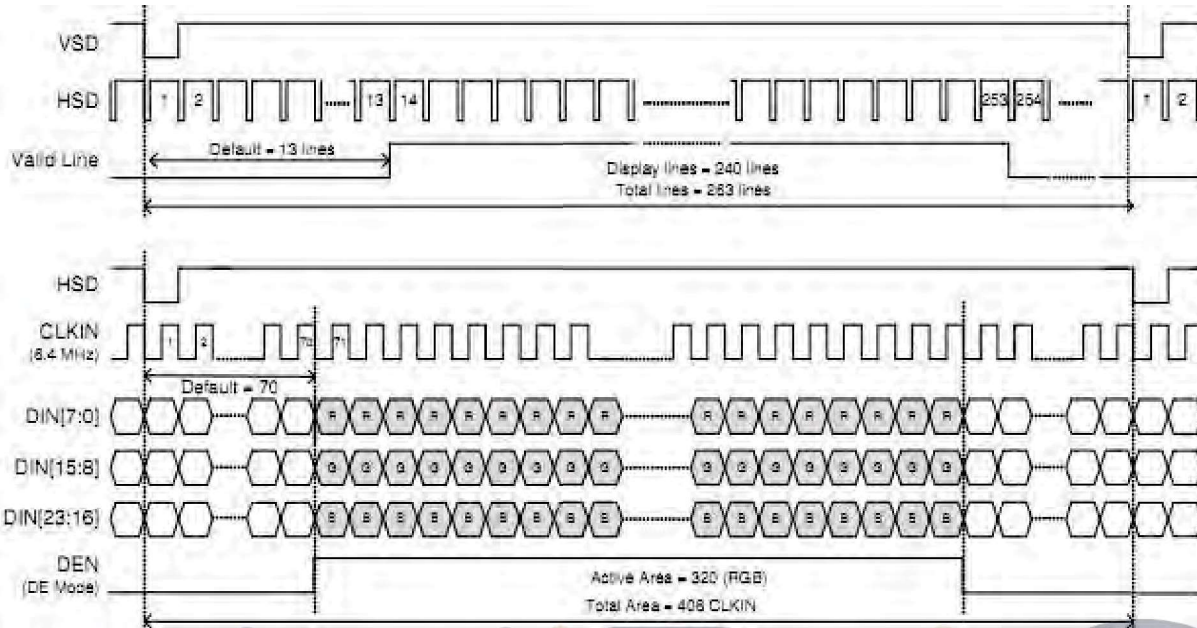 VSD
HSD 1 2 13 14 253 254 1 2
Valid Line
Default = 13 lines
Display lines = 240 lines
Total lines = 263 lines
HSD
CLKIN 1 2 70 71
(6.4 MHz)
Default = 70
DIN[7:0] R R R R R R R R R R R R R R R R R
DIN[15:8] G G G G G G G G G G G G G G G G G
DIN[23:16] B B B B B B B B B B B B B B B B B
DEN
(DE Mode)
Active Area = 320 (RGB)
Total Area = 408 CLKIN